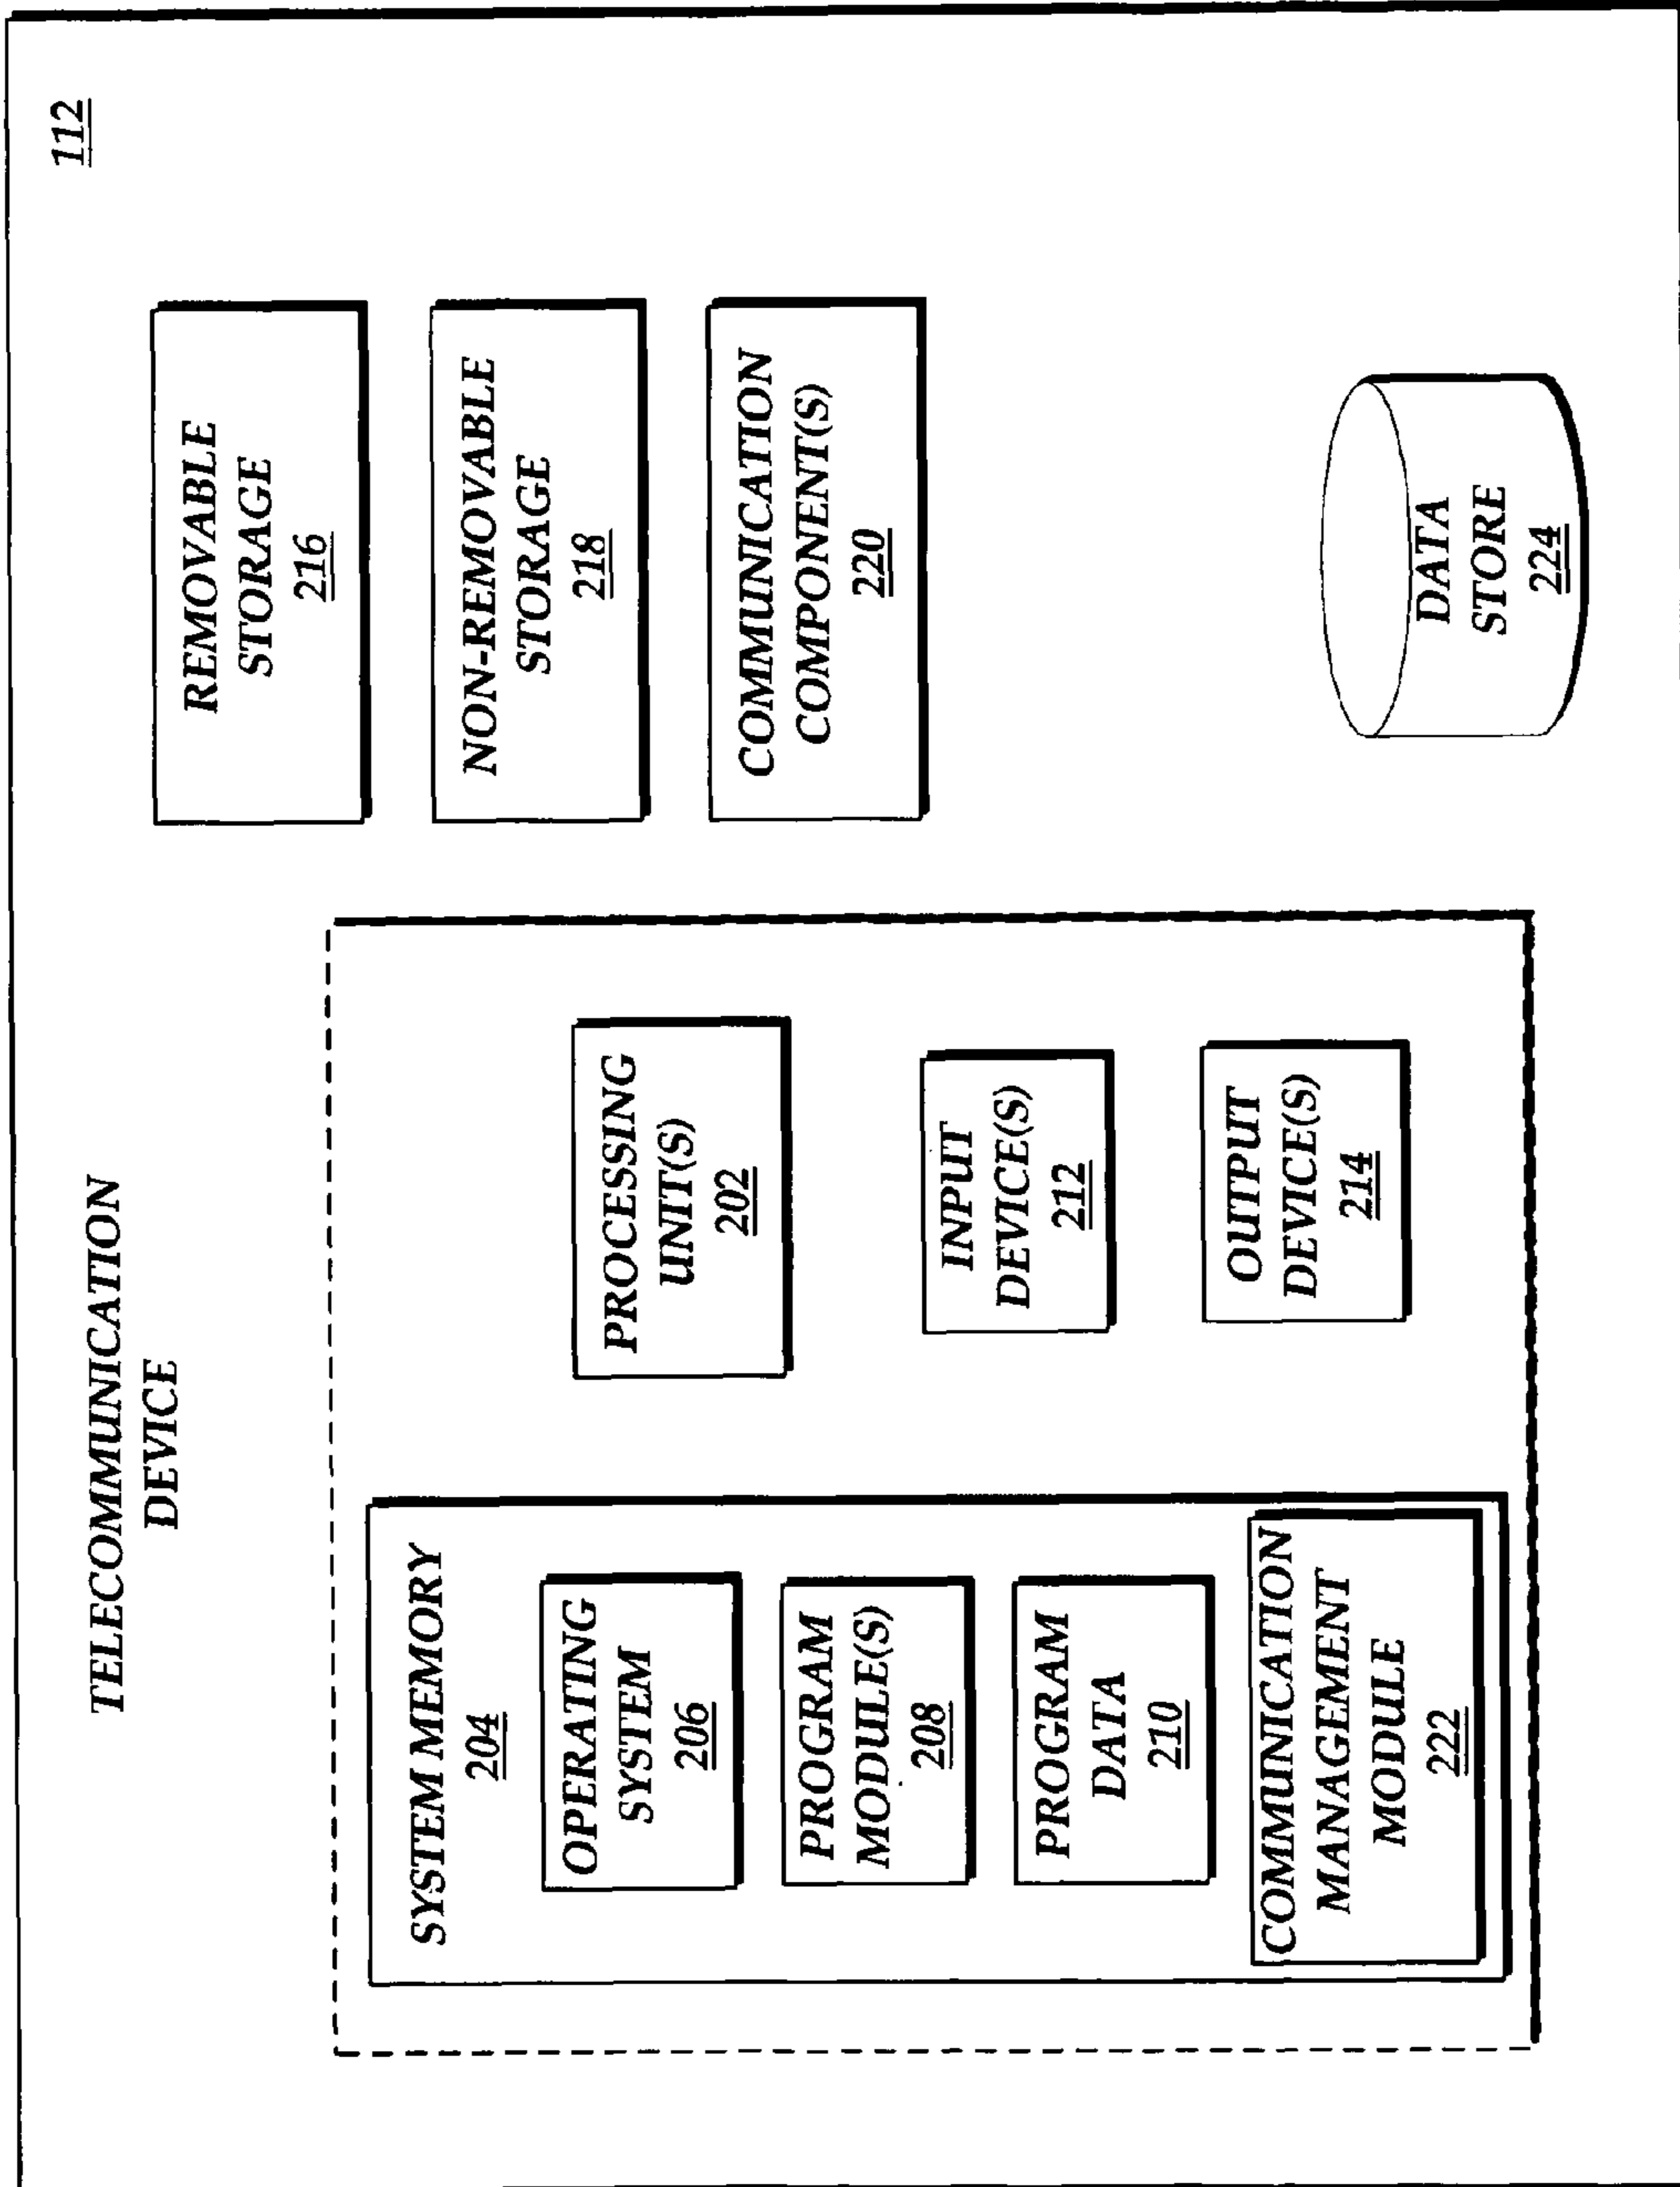 TELECOMMUNICATION
DEVICE
112
SYSTEM MEMORY
204
OPERATING
SYSTEM
206
PROGRAM
MODULE(S)
208
PROGRAM
DATA
210
COMMUNICATION
MANAGEMENT
MODULE
222
PROCESSING
UNIT(S)
202
INPUT
DEVICE(S)
212
OUTPUT
DEVICE(S)
214
REMOVABLE
STORAGE
216
NON-REMOVABLE
STORAGE
218
COMMUNICATION
COMPONENT(S)
220
DATA
STORE
224